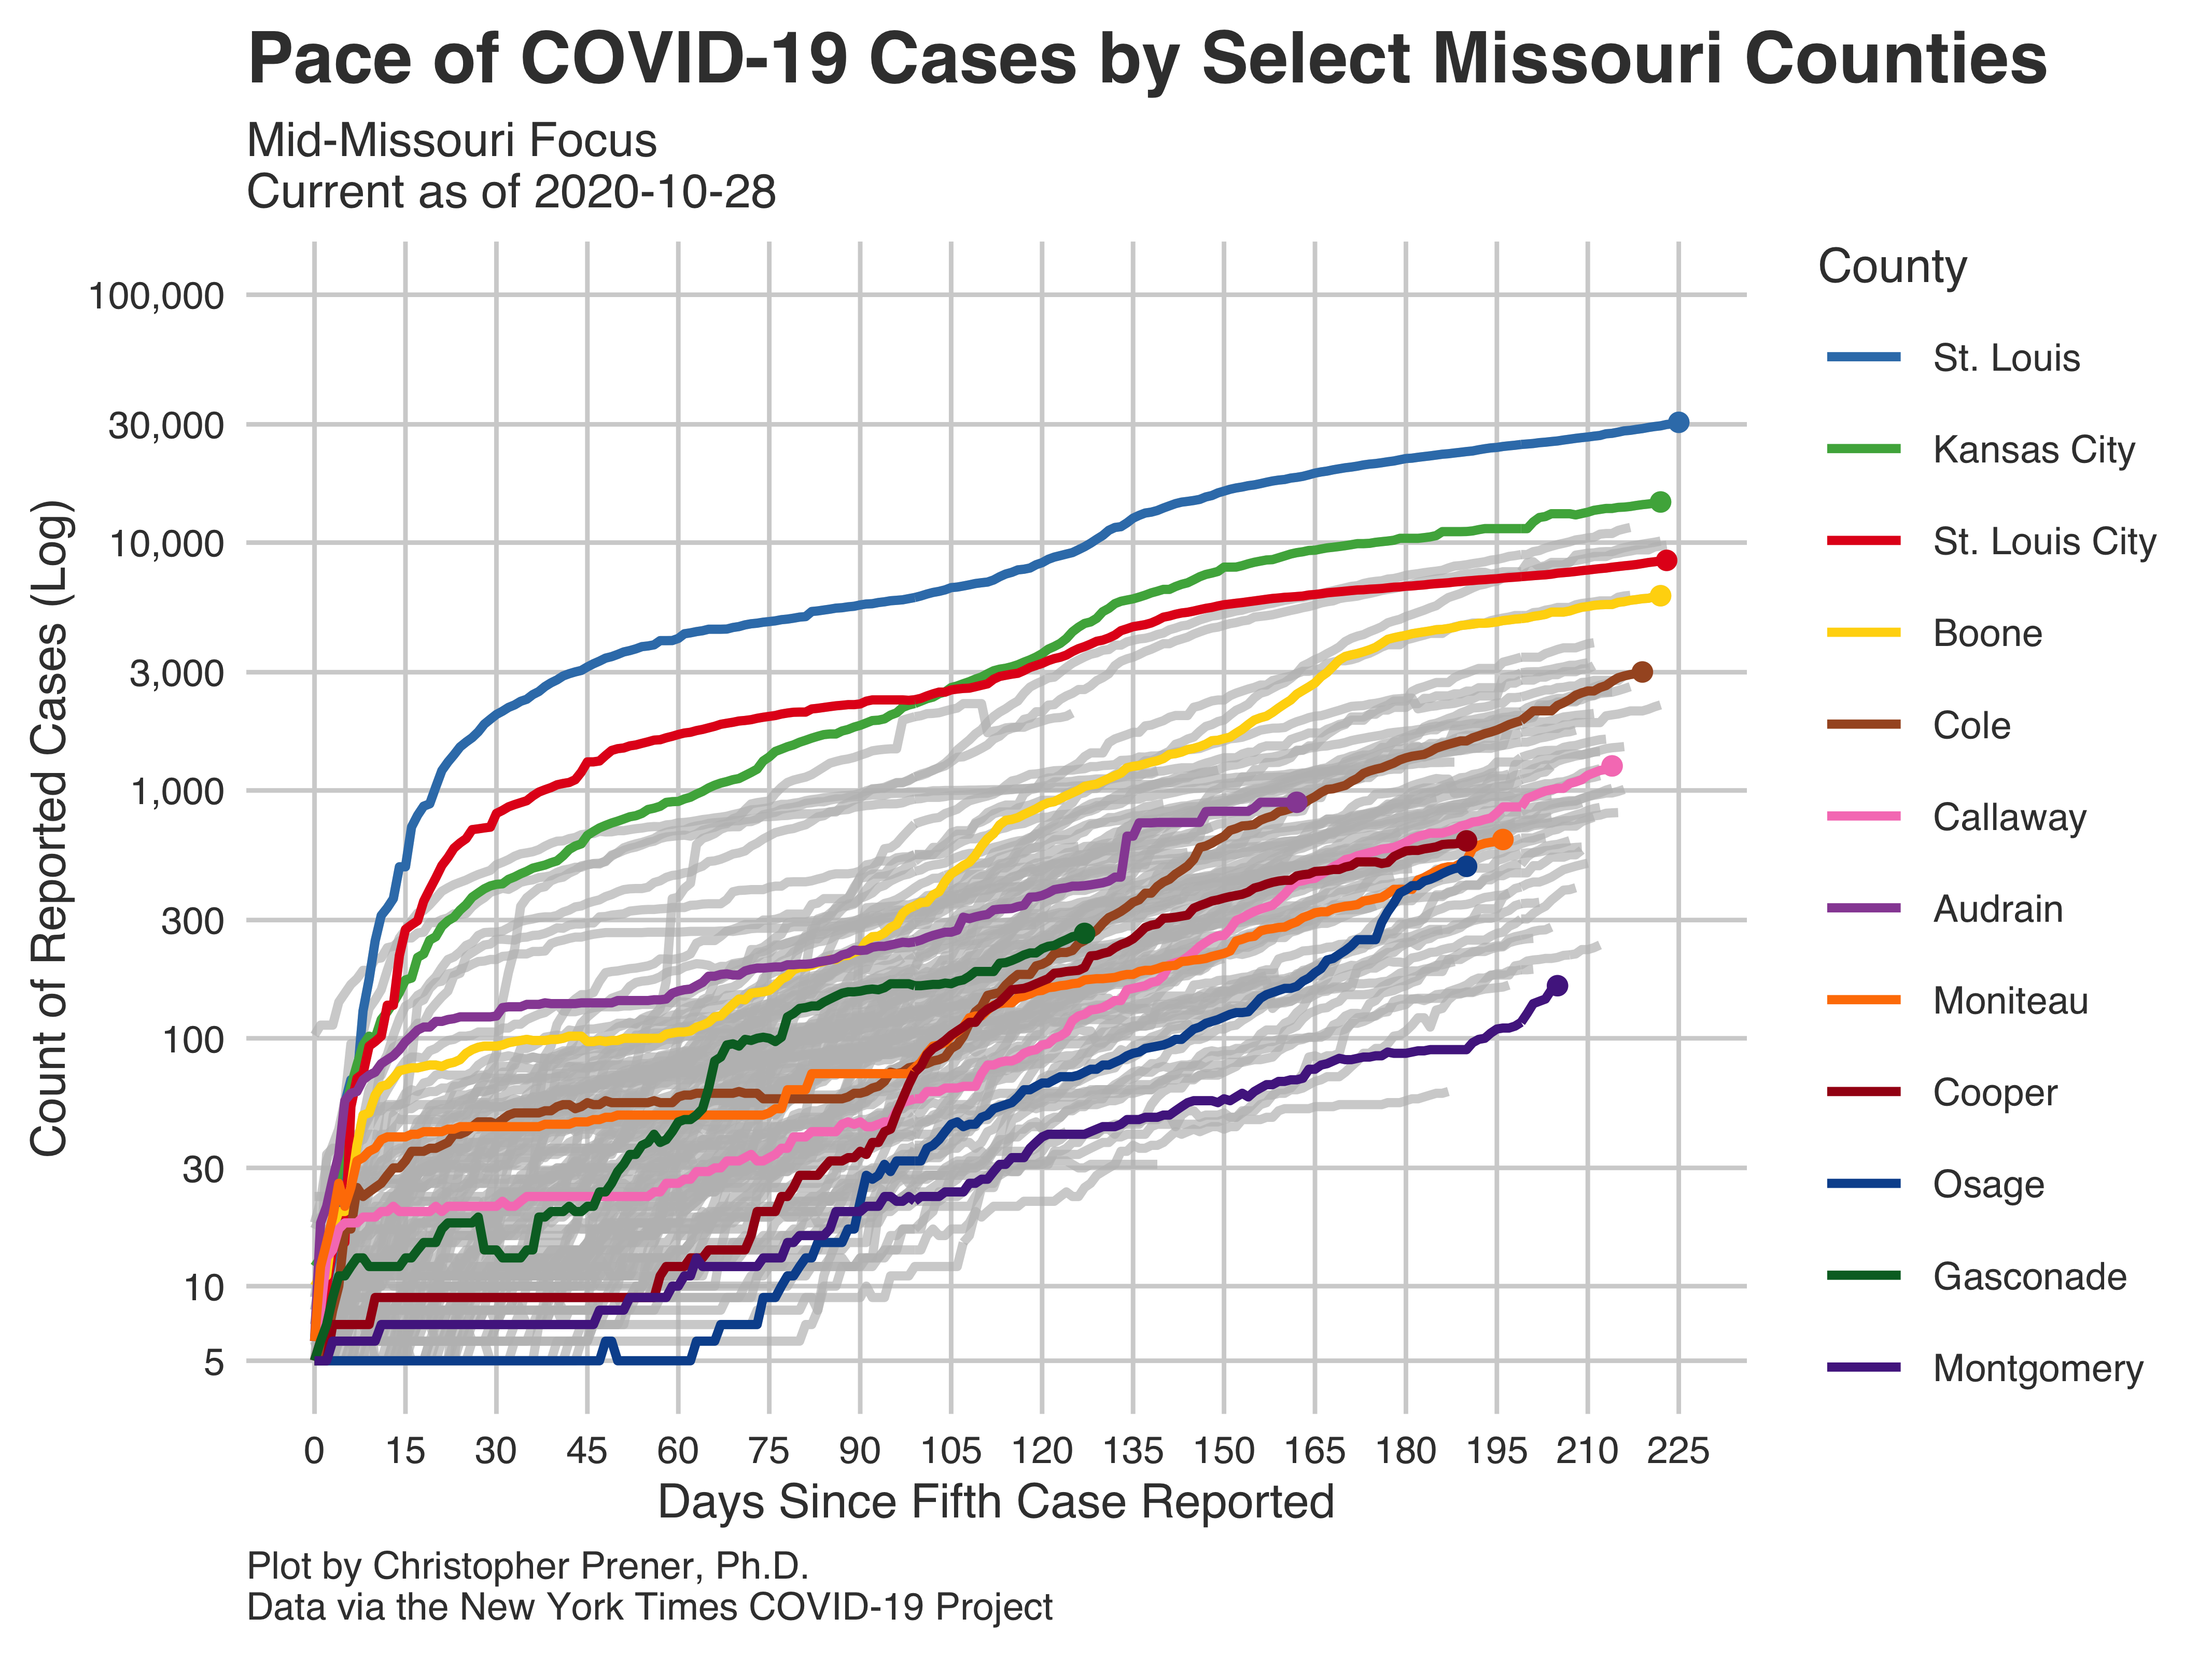 Pace of COVID-19 Cases by Select Missouri Counties
Mid-Missouri Focus
Current as of 2020-10-28
Count of Reported Cases (Log)
100,000
30,000
10,000
3,000
1,000
300
100
30
10
5
0 15 30 45 60 75 90 105 120 135 150 165 180 195 210 225
Days Since Fifth Case Reported
County
St. Louis
Kansas City
St. Louis City
Boone
Cole
Callaway
Audrain
Moniteau
Cooper
Osage
Gasconade
Montgomery
Plot by Christopher Prener, Ph.D.
Data via the New York Times COVID-19 Project